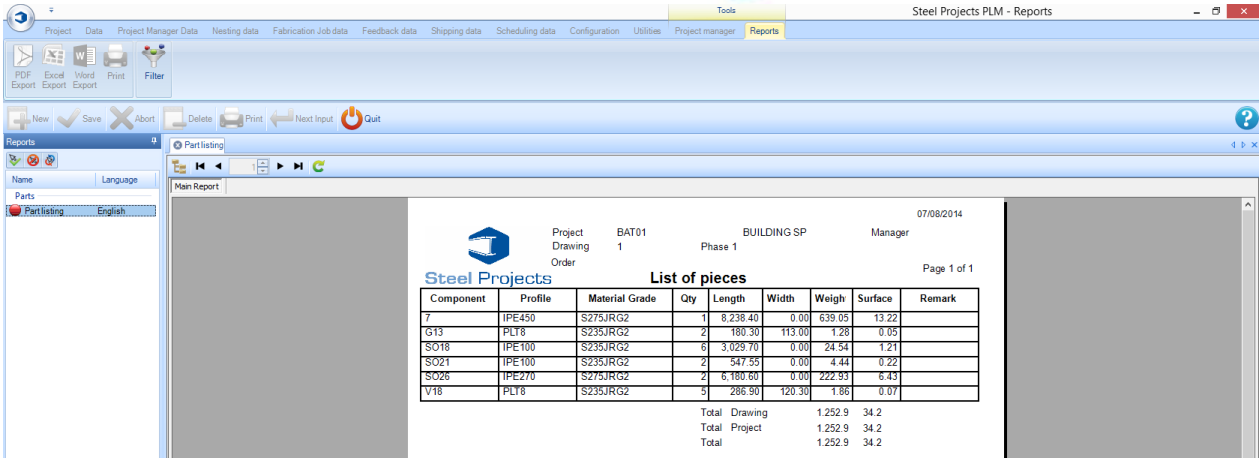 Tools
Steel Projects PLM - Reports
Project Data Project Manager Data Nesting data Fabrication Job data Feedback data Shipping data Scheduling data Configuration Utilities Project manager Reports
PDF Export Excel Export Word Export Print Filter
New Save Abort Delete Print Next Input Quit
Reports
Part listing
Name Language
Main Report
Parts
Part listing English
07/08/2014
Project BAT01 BUILDING SP Manager
Drawing 1 Phase 1
Order
Page 1 of 1
Steel Projects
List of pieces
Component Profile Material Grade Qty Length Width Weigh Surface Remark
7 IPE450 S275JRG2 1 8,238.40 0.00 639.05 13.22
G13 PLT8 S235JRG2 2 180.30 113.00 1.28 0.05
SO18 IPE100 S235JRG2 6 3,029.70 0.00 24.54 1.21
SO21 IPE100 S235JRG2 2 547.55 0.00 4.44 0.22
SO26 IPE270 S275JRG2 2 6,180.60 0.00 222.93 6.43
V18 PLT8 S235JRG2 5 286.90 120.30 1.86 0.07
Total Drawing 1.252.9 34.2
Total Project 1.252.9 34.2
Total 1.252.9 34.2